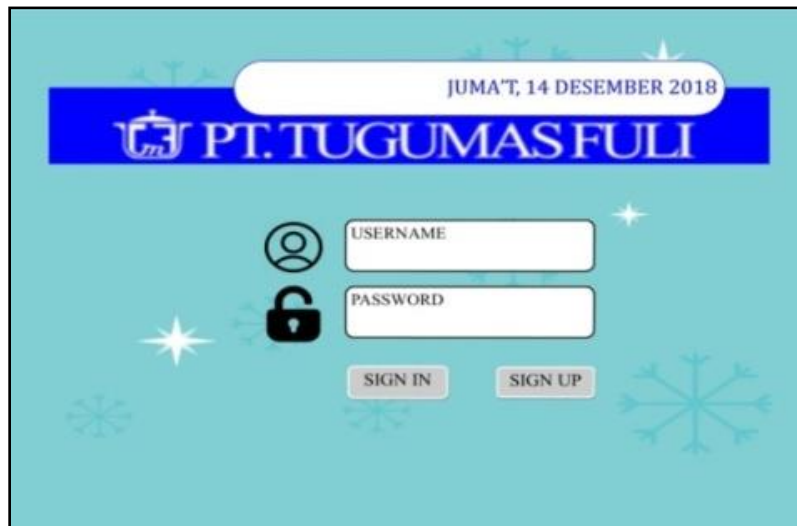 JUMA'T, 14 DESEMBER 2018
PT. TUGUMAS FULI
USERNAME
PASSWORD
SIGN IN
SIGN UP